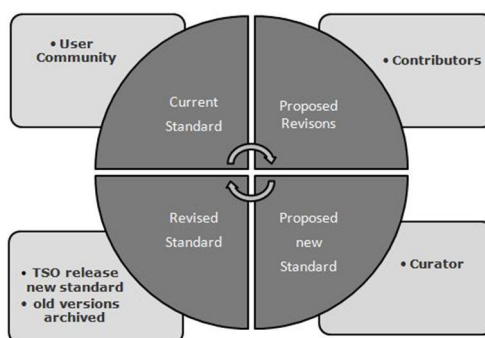 • User
Community
• Contributors
Current
Standard
Proposed
Revisons
Revised
Standard
Proposed
new
Standard
• TSO release
new standard
• old versions
archived
• Curator